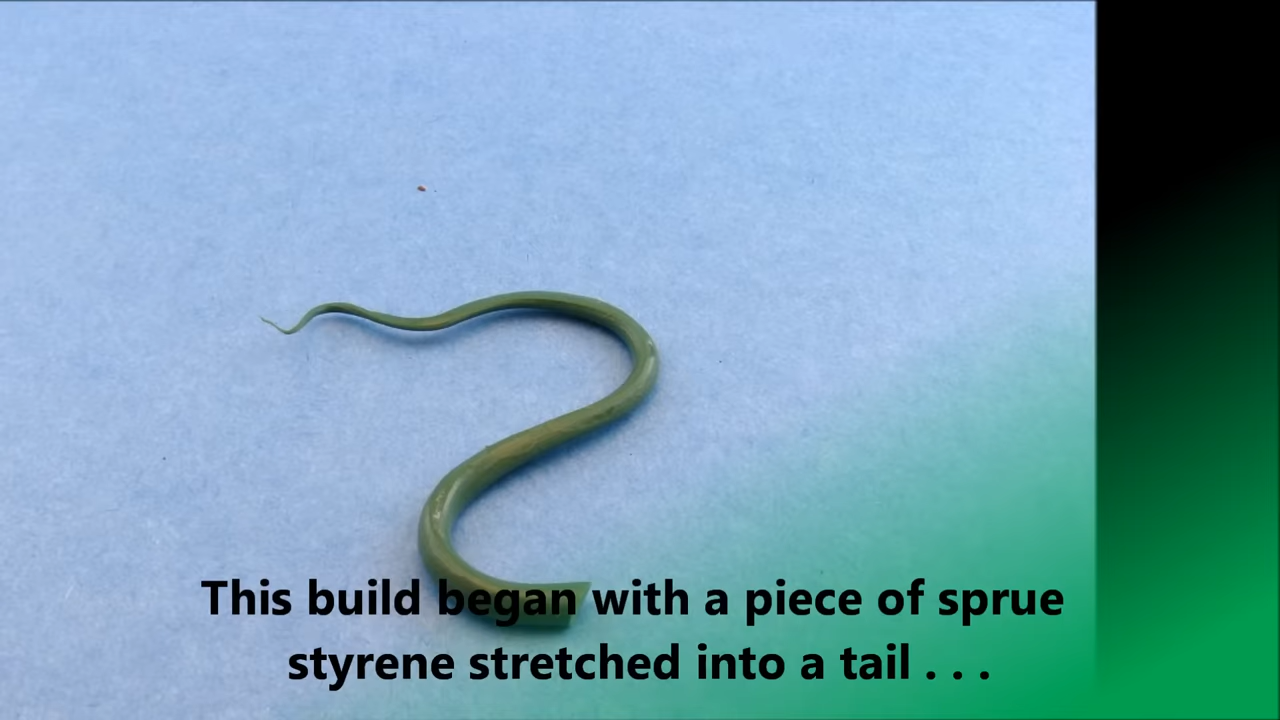 This build began with a piece of sprue
styrene stretched into a tail . . .